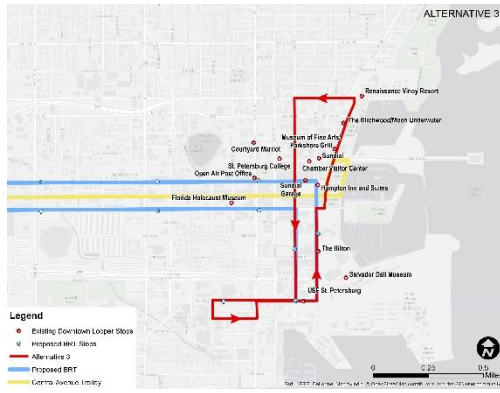 ALTERNATIVE 3
Renaissance Vinoy Resort
The Birchwood/Moon Underwater
Museum of Fine Arts/
Parkshore Grill
Courtyard Marriot
Sundial
St. Petersburg College
Chamber Visitor Center
Open Air Post Office
Sundial
Garage
Hampton Inn and Suites
Florida Holocaust Museum
The Hilton
Salvador Dali Museum
USF St. Petersburg
Legend
Existing Downtown Looper Stops
Proposed BRT Stops
Alternative 3
Proposed BRT
Central Avenue Trolley
N
0 0.25 0.5
Miles